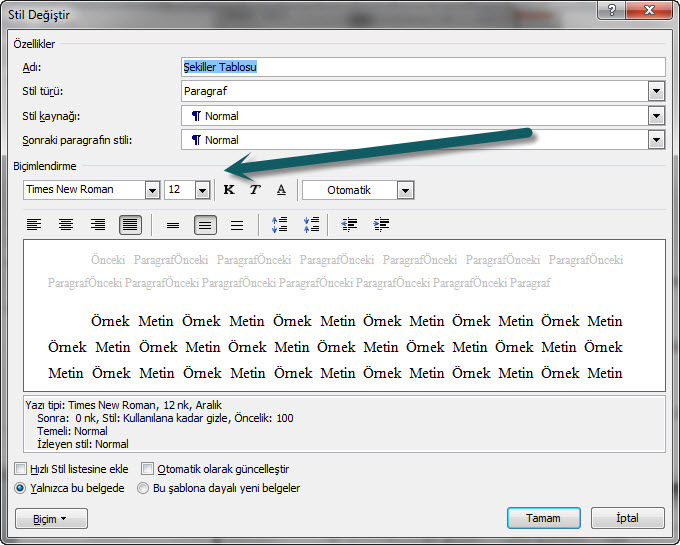 Stil Değiştir
Özellikler
Adı: Şekiller Tablosu
Stil türü: Paragraf
Stil kaynağı: ¶ Normal
Sonraki paragrafın stili: ¶ Normal
Biçimlendirme
Times New Roman 12 K T A Otomatik
Önceki ParagrafÖnceki ParagrafÖnceki ParagrafÖnceki ParagrafÖnceki ParagrafÖnceki ParagrafÖnceki
ParagrafÖnceki ParagrafÖnceki ParagrafÖnceki ParagrafÖnceki ParagrafÖnceki ParagrafÖnceki Paragraf
Örnek Metin Örnek Metin Örnek Metin Örnek Metin Örnek Metin Örnek Metin
Örnek Metin Örnek Metin Örnek Metin Örnek Metin Örnek Metin Örnek Metin Örnek
Metin Örnek Metin Örnek Metin Örnek Metin Örnek Metin Örnek Metin Örnek Metin
Yazı tipi: Times New Roman, 12 nk, Aralık
Sonra: 0 nk, Stil: Kullanılana kadar gizle, Öncelik: 100
Temeli: Normal
İzleyen stil: Normal
Hızlı Stil listesine ekle Otomatik olarak güncelleştir
Yalnızca bu belgede Bu şablona dayalı yeni belgeler
Biçim Tamam İptal